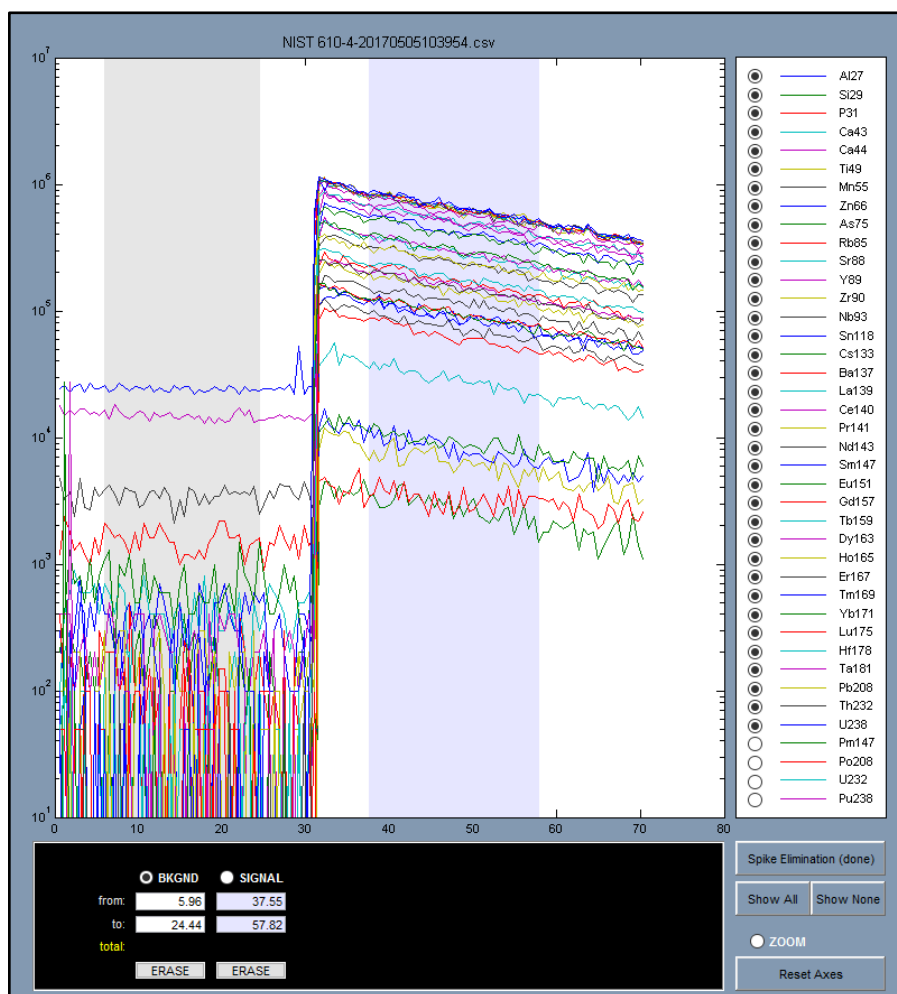 NIST 610-4-20170505103954.csv
10^7
10^6
10^5
10^4
10^3
10^2
10^1
0 10 20 30 40 50 60 70 80
Al27
Si29
P31
Ca43
Ca44
Ti49
Mn55
Zn66
As75
Rb85
Sr88
Y89
Zr90
Nb93
Sn118
Cs133
Ba137
La139
Ce140
Pr141
Nd143
Sm147
Eu151
Gd157
Tb159
Dy163
Ho165
Er167
Tm169
Yb171
Lu175
Hf178
Ta181
Pb208
Th232
U238
Pm147
Po208
U232
Pu238
BKGND SIGNAL
from: 5.96 37.55
to: 24.44 57.82
total:
ERASE ERASE
Spike Elimination (done)
Show All Show None
ZOOM
Reset Axes